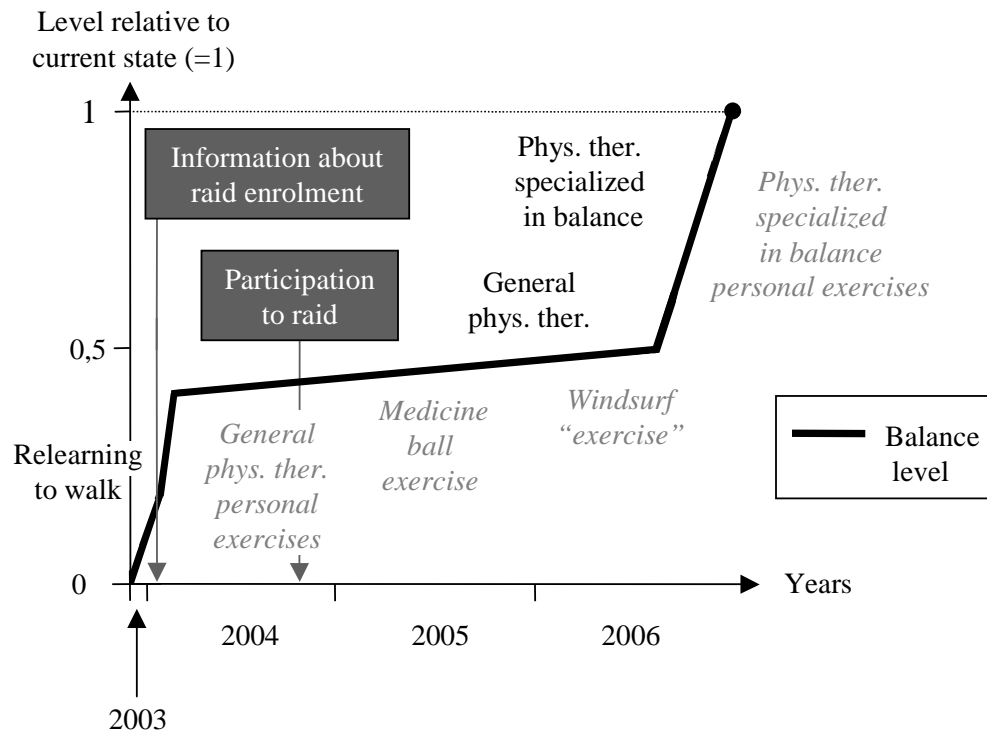 Level relative to
current state (=1)
1
Information about
raid enrolment
Phys. ther.
specialized
in balance
Phys. ther.
specialized
in balance
personal exercises
Participation
to raid
General
phys. ther.
0,5
Medicine
ball
exercise
Windsurf
“exercise”
General
phys. ther.
personal
exercises
Relearning
to walk
Balance
level
0
Years
2004
2005
2006
2003